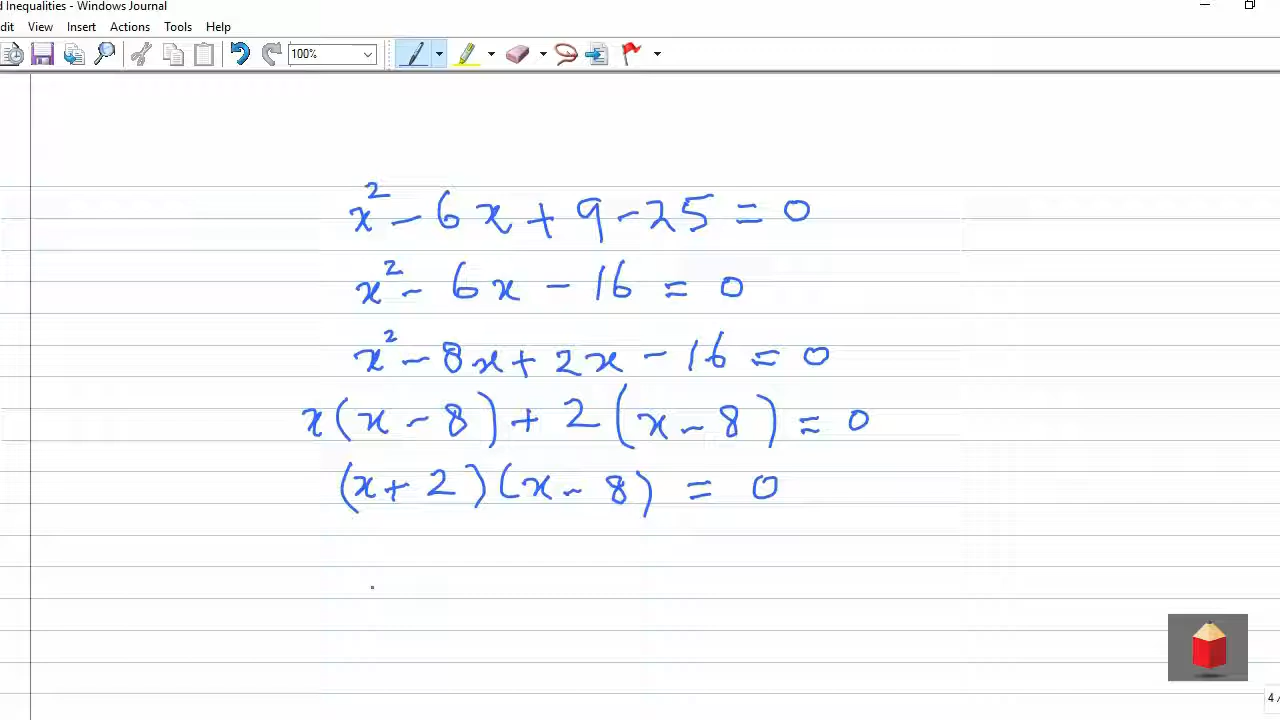 d Inequalities - Windows Journal
dit View Insert Actions Tools Help
100%
x² - 6x + 9 - 25 = 0
x² - 6x - 16 = 0
x² - 8x + 2x - 16 = 0
x(x - 8) + 2(x - 8) = 0
(x + 2)(x - 8) = 0
4/